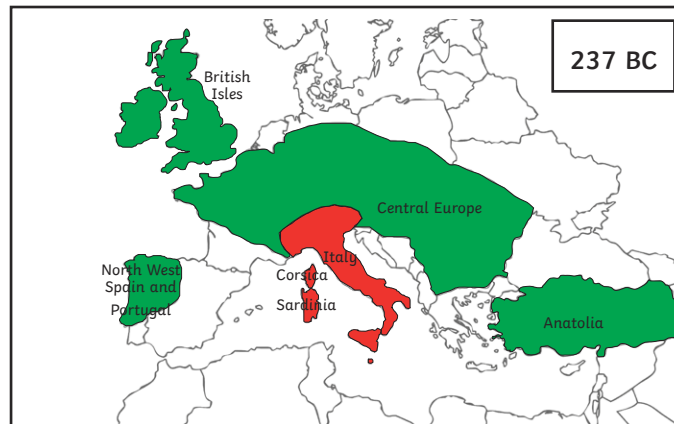 237 BC
British
Isles
Central Europe
Italy
North West
Spain and
Portugal
Corsica
Sardinia
Anatolia